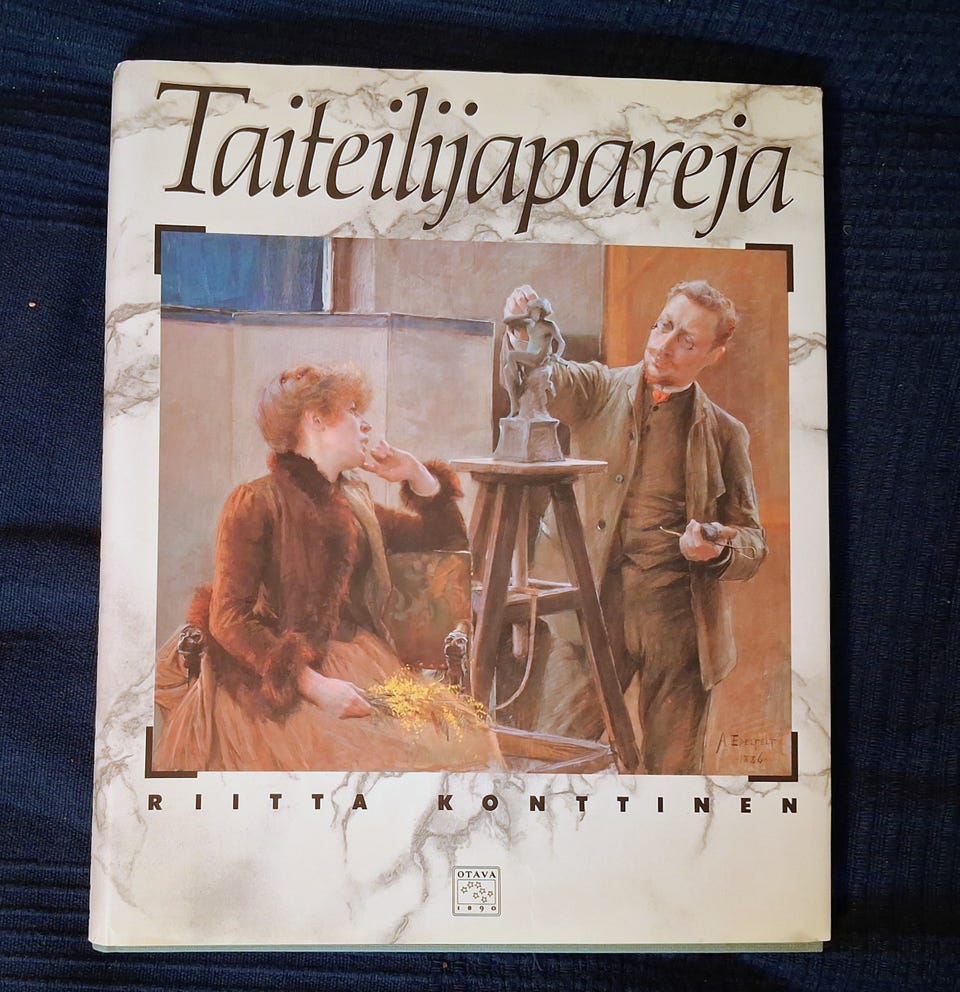 Taiteilijapareja
A. EDELFELT
1886
RIITTA KONTTINEN
OTAVA
1890